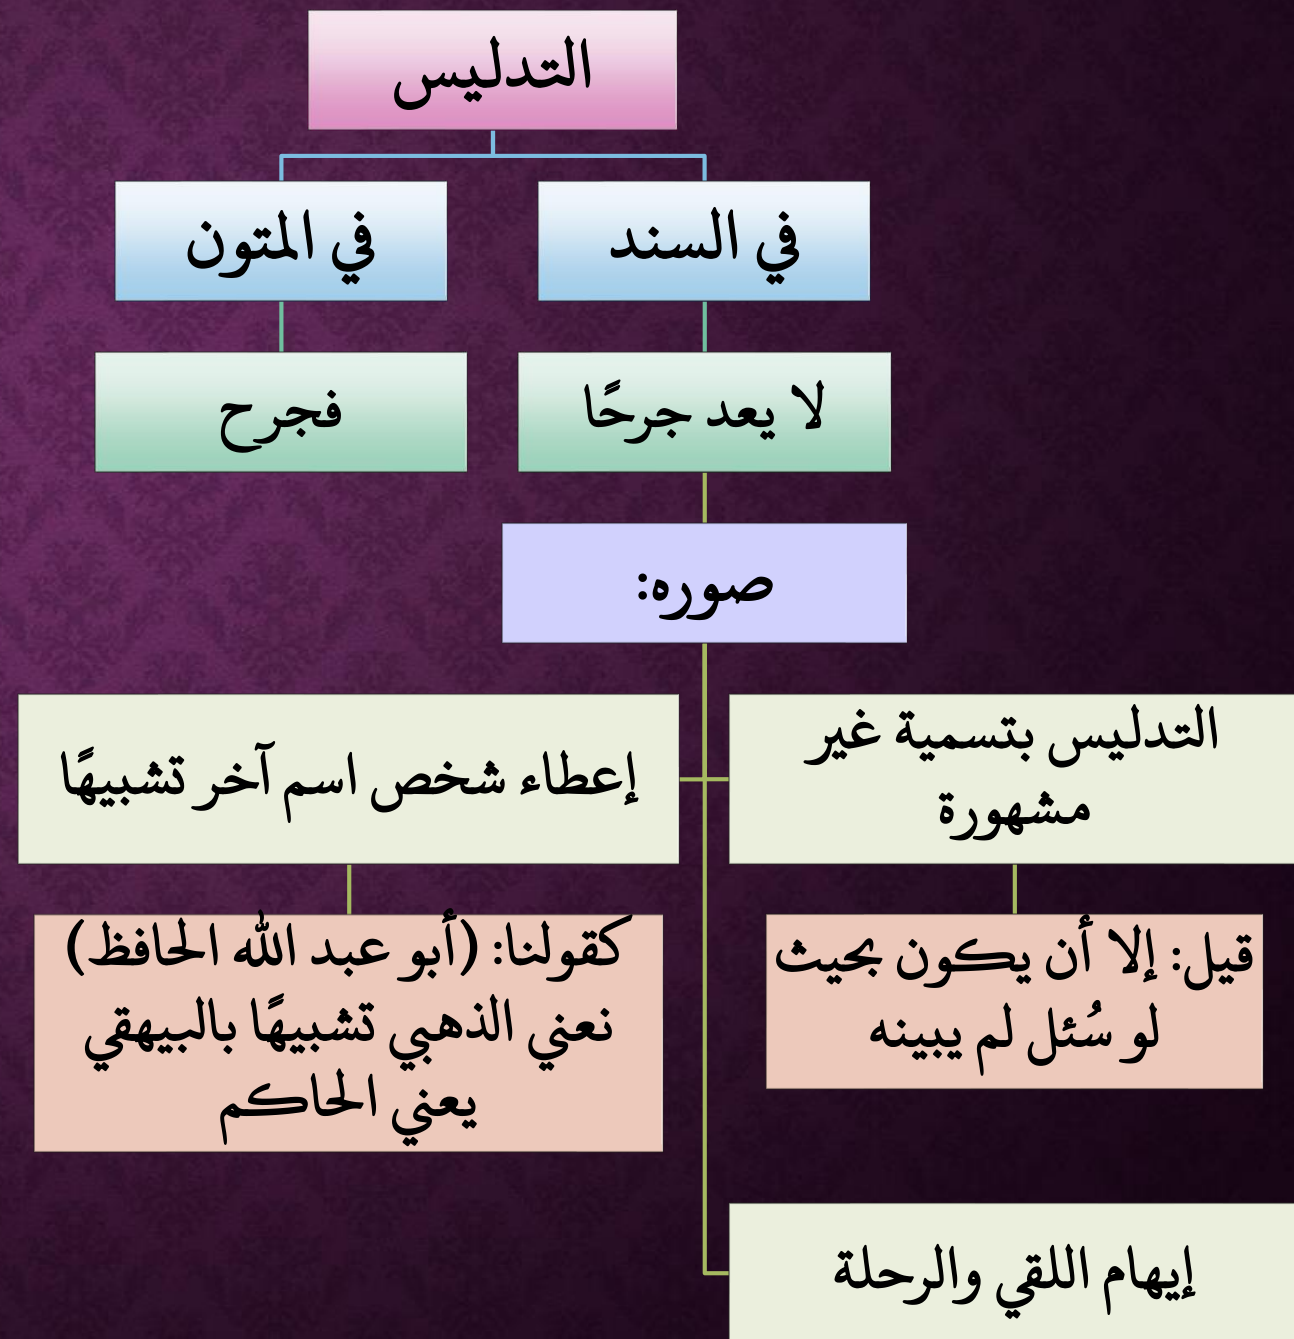 التدليس
في السند
في المتون
لا يعد جرحًا
فجرح
صوره:
التدليس بتسمية غير
مشهورة
إعطاء شخص اسم آخر تشبيهًا
قيل: إلا أن يكون بحيث
لو سُئل لم يبينه
كقولنا: (أبو عبد الله الحافظ)
نعني الذهبي تشبيهًا بالبيهقي
يعني الحاكم
إيهام اللقي والرحلة